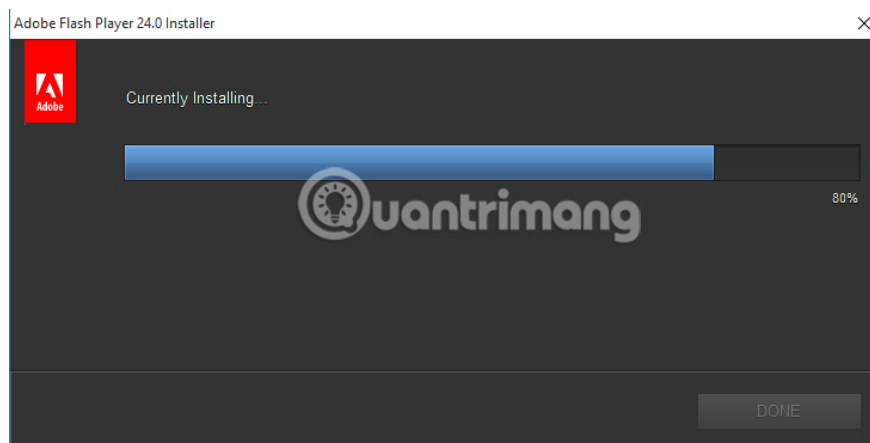 Adobe Flash Player 24.0 Installer
Adobe
Currently Installing...
80%
Quantrimang
DONE